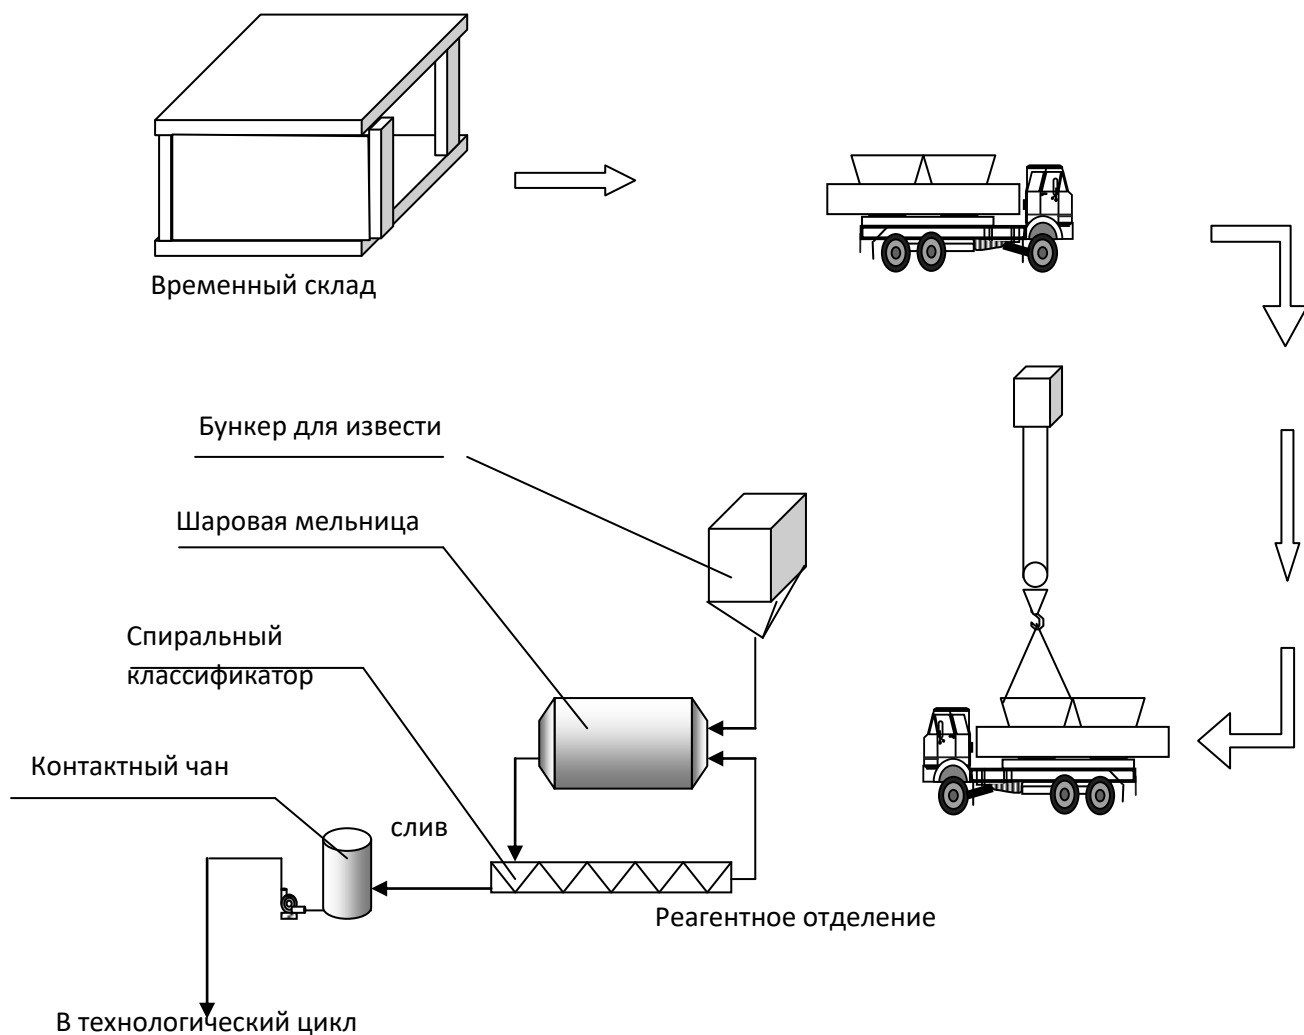 Временный склад
Бункер для извести
Шаровая мельница
Спиральный
классификатор
Контактный чан
слив
Реагентное отделение
В технологический цикл